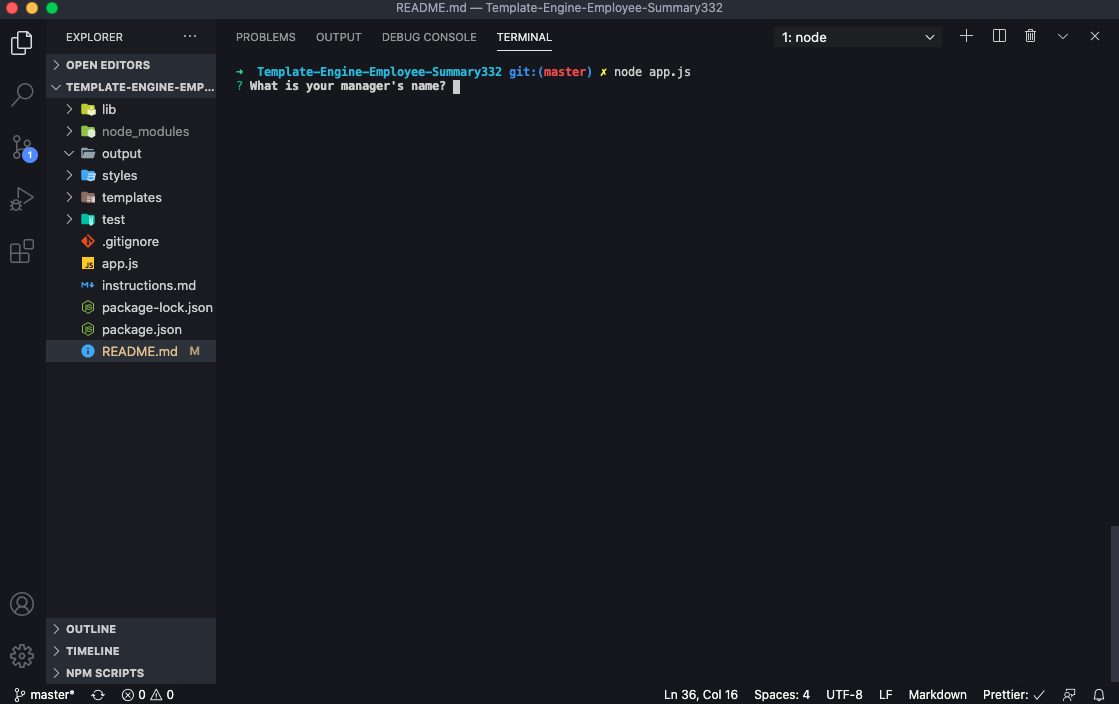 README.md — Template-Engine-Employee-Summary332
EXPLORER
OPEN EDITORS
TEMPLATE-ENGINE-EMP...
lib
node_modules
output
styles
templates
test
.gitignore
JS app.js
M↓ instructions.md
package-lock.json
package.json
README.md M
OUTLINE
TIMELINE
NPM SCRIPTS
1
PROBLEMS OUTPUT DEBUG CONSOLE TERMINAL 1: node
➜ Template-Engine-Employee-Summary332 git:(master) ✗ node app.js
? What is your manager's name?
master* 0 0 Ln 36, Col 16 Spaces: 4 UTF-8 LF Markdown Prettier: ✓